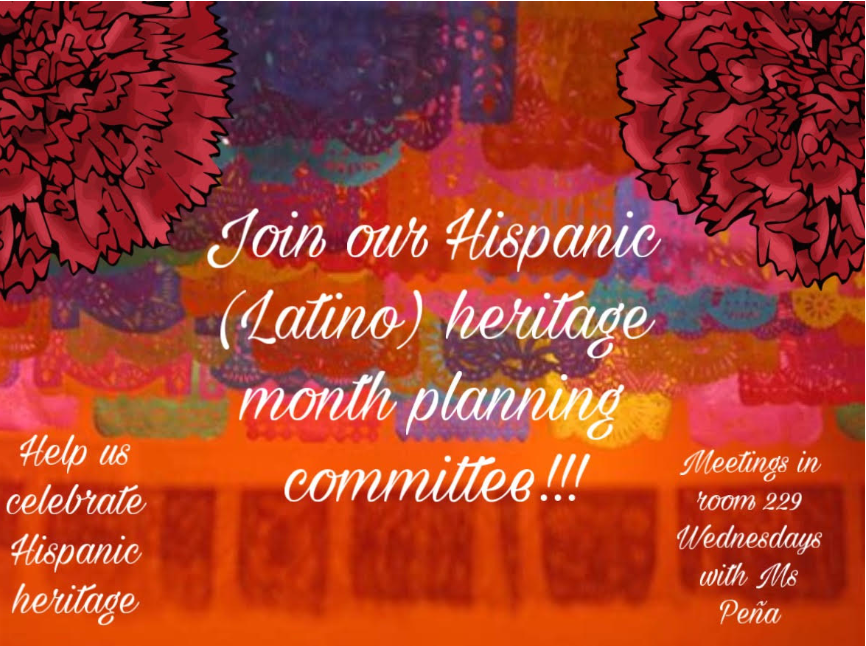 Join our Hispanic
(Latino) heritage
month planning
committee!!!
Help us
celebrate
Hispanic
heritage
Meetings in
room 229
Wednesdays
with Ms
Peña